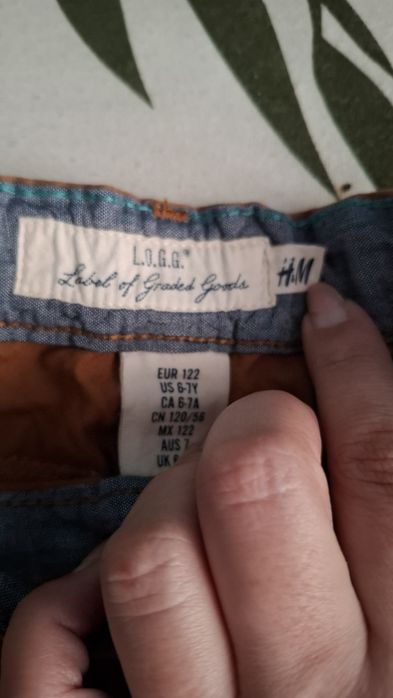 L.O.G.G.
Label of Graded Goods
H&M
EUR 122
US 6-7Y
CA 6-7A
CN 120/56
MX 122
AUS 7
UK